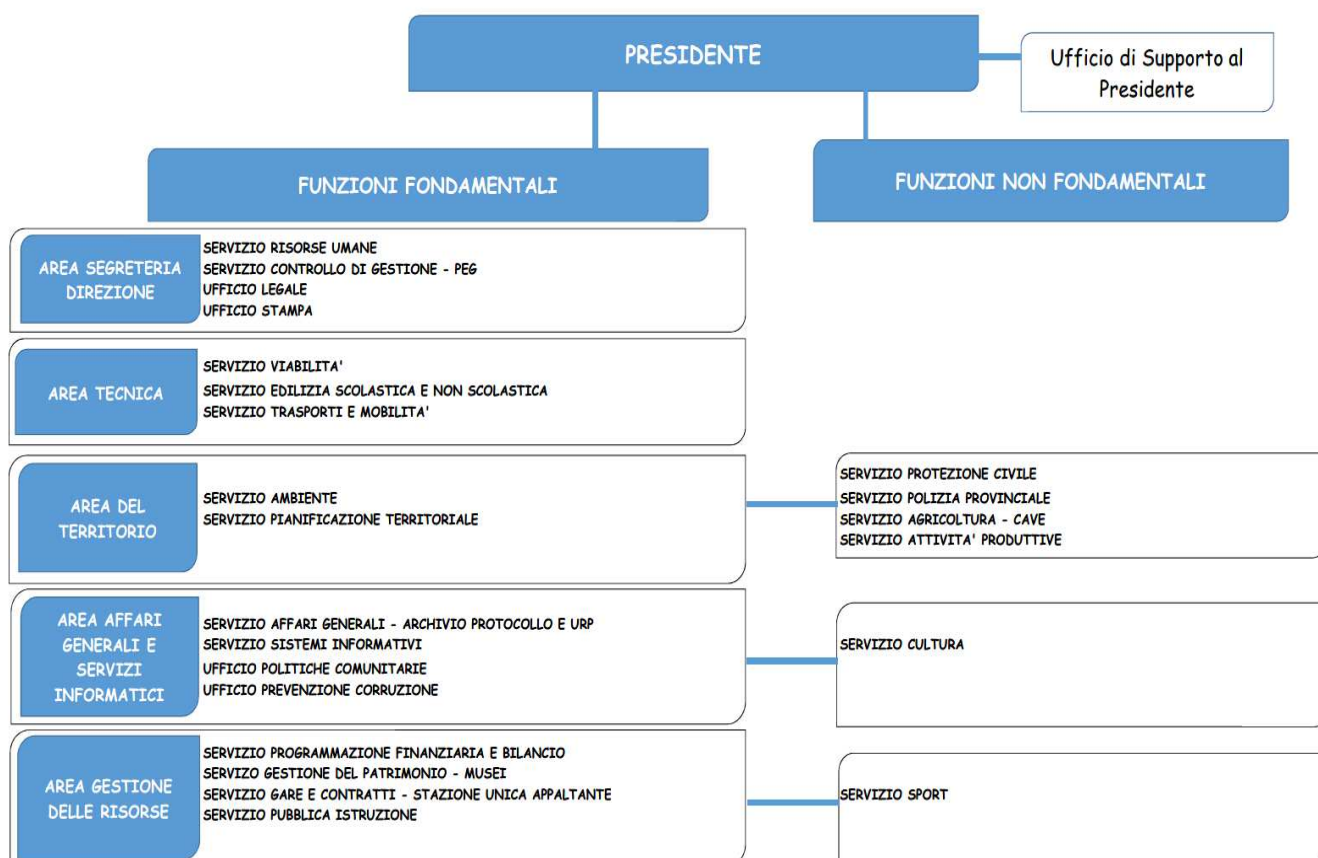 PRESIDENTE
Ufficio di Supporto al
Presidente
FUNZIONI FONDAMENTALI
FUNZIONI NON FONDAMENTALI
AREA SEGRETERIA
DIREZIONE
SERVIZIO RISORSE UMANE
SERVIZIO CONTROLLO DI GESTIONE - PEG
UFFICIO LEGALE
UFFICIO STAMPA
AREA TECNICA
SERVIZIO VIABILITA'
SERVIZIO EDILIZIA SCOLASTICA E NON SCOLASTICA
SERVIZIO TRASPORTI E MOBILITA'
AREA DEL
TERRITORIO
SERVIZIO AMBIENTE
SERVIZIO PIANIFICAZIONE TERRITORIALE
SERVIZIO PROTEZIONE CIVILE
SERVIZIO POLIZIA PROVINCIALE
SERVIZIO AGRICOLTURA - CAVE
SERVIZIO ATTIVITA' PRODUTTIVE
AREA AFFARI
GENERALI E
SERVIZI
INFORMATICI
SERVIZIO AFFARI GENERALI - ARCHIVIO PROTOCOLLO E URP
SERVIZIO SISTEMI INFORMATIVI
UFFICIO POLITICHE COMUNITARIE
UFFICIO PREVENZIONE CORRUZIONE
SERVIZIO CULTURA
AREA GESTIONE
DELLE RISORSE
SERVIZIO PROGRAMMAZIONE FINANZIARIA E BILANCIO
SERVIZO GESTIONE DEL PATRIMONIO - MUSEI
SERVIZIO GARE E CONTRATTI - STAZIONE UNICA APPALTANTE
SERVIZIO PUBBLICA ISTRUZIONE
SERVIZIO SPORT